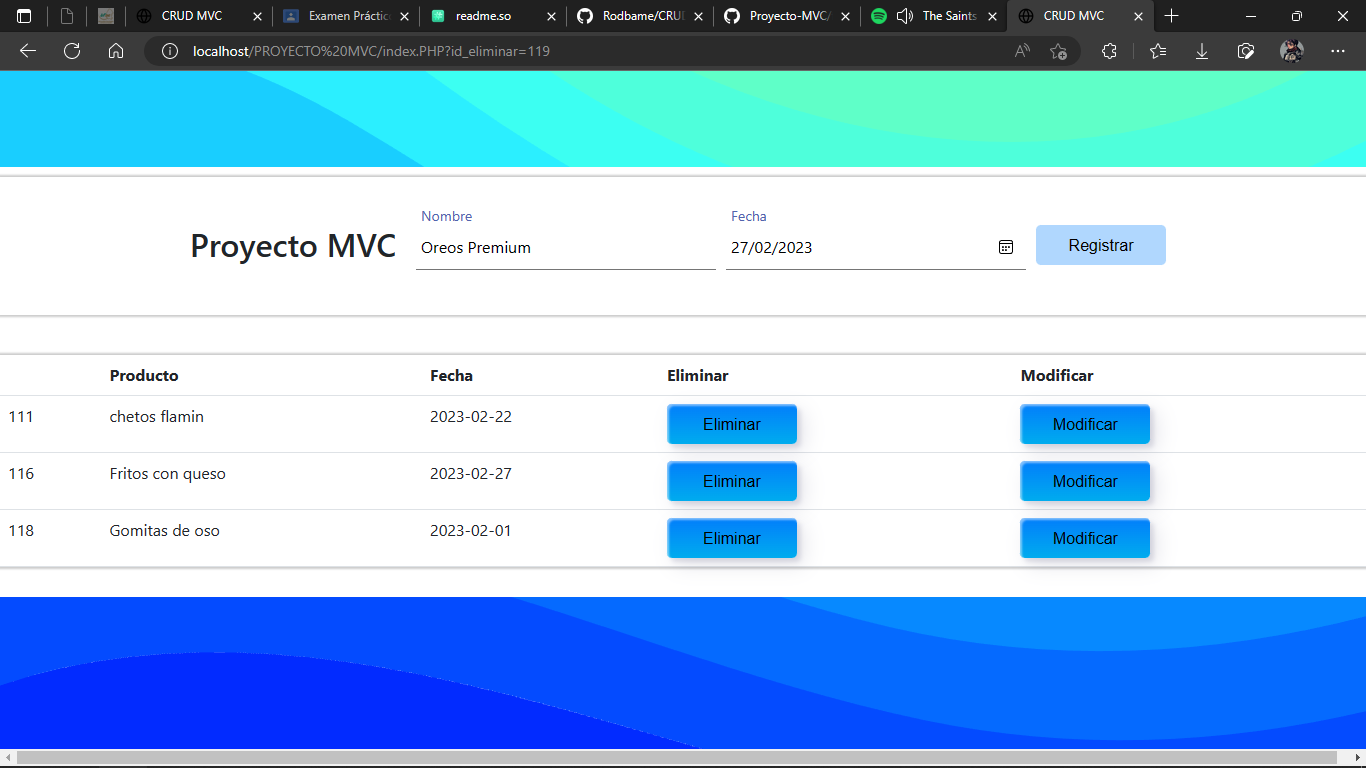 CRUD MVC
Examen Práctic
readme.so
Rodbame/CRUD
Proyecto-MVC/
The Saints
CRUD MVC
localhost/PROYECTO%20MVC/index.PHP?id_eliminar=119
Proyecto MVC
Nombre
Oreos Premium
Fecha
27/02/2023
Registrar
Producto Fecha Eliminar Modificar
111 chetos flamin 2023-02-22 Eliminar Modificar
116 Fritos con queso 2023-02-27 Eliminar Modificar
118 Gomitas de oso 2023-02-01 Eliminar Modificar